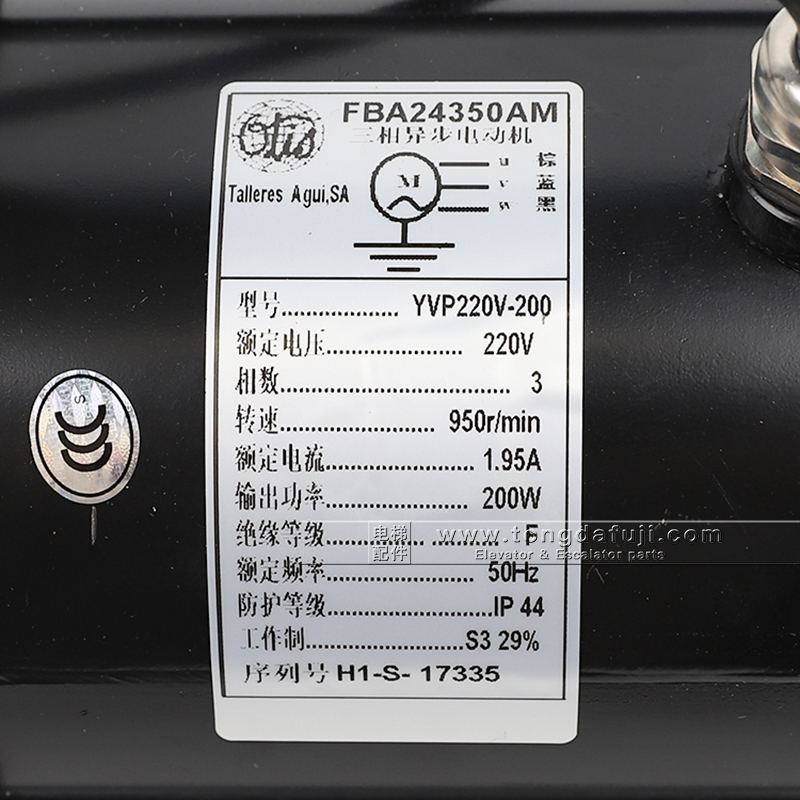 Otis
FBA24350AM
三相异步电动机
Talleres Agui,SA
M
u 棕
v 蓝
w 黑
型号 YVP220V-200
额定电压 220V
相数 3
转速 950r/min
额定电流 1.95A
输出功率 200W
绝缘等级 F
额定频率 50Hz
防护等级 IP 44
工作制 S3 29%
序列号 H1-S- 17335
电梯配件
www.tongdafuji.com
Elevator & Escalator parts
CCC
S